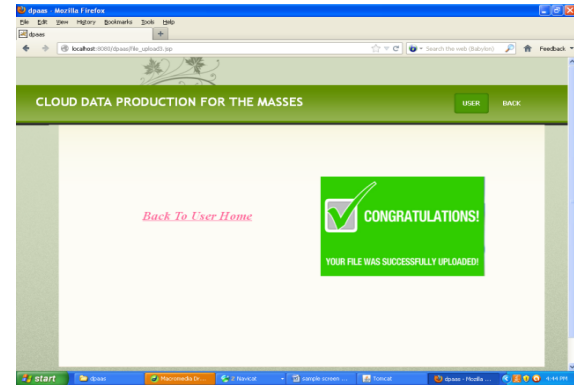 dpaas - Mozilla Firefox
File Edit View History Bookmarks Tools Help
dpaas
localhost:8080/dpaas/file_upload3.jsp
Search the web (Babylon)
Feedback
CLOUD DATA PRODUCTION FOR THE MASSES
USER BACK
Back To User Home
CONGRATULATIONS!
YOUR FILE WAS SUCCESSFULLY UPLOADED!
start dpaas Macromedia Dr... 2 Navicat sample screen ... Tomcat dpaas - Mozilla ... 4:44 PM